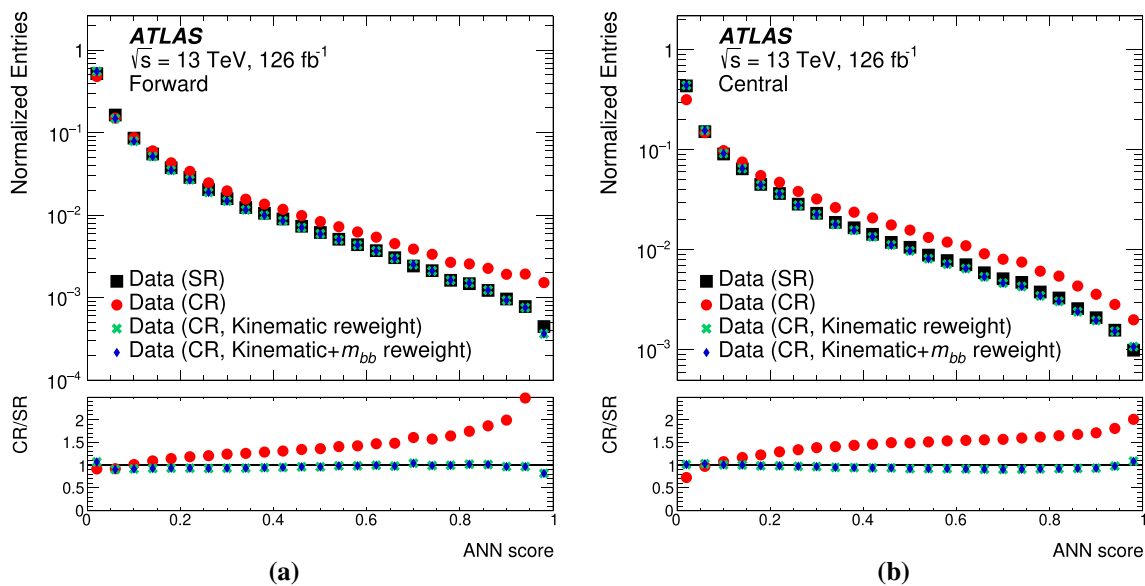 Normalized Entries
1
10-1
10-2
10-3
10-4
ATLAS
√s = 13 TeV, 126 fb-1
Forward
Data (SR)
Data (CR)
Data (CR, Kinematic reweight)
Data (CR, Kinematic+mbb reweight)
CR/SR
2
1.5
1
0.5
0
0 0.2 0.4 0.6 0.8 1
ANN score
(a)
Normalized Entries
1
10-1
10-2
10-3
ATLAS
√s = 13 TeV, 126 fb-1
Central
Data (SR)
Data (CR)
Data (CR, Kinematic reweight)
Data (CR, Kinematic+mbb reweight)
CR/SR
2
1.5
1
0.5
0
0 0.2 0.4 0.6 0.8 1
ANN score
(b)